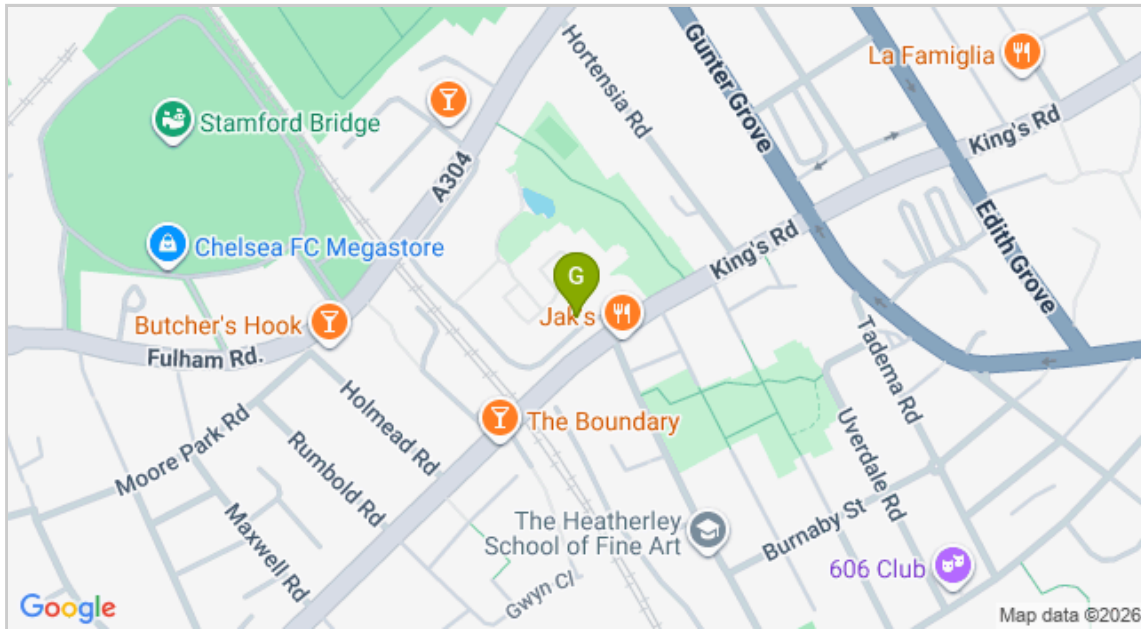 Hortensia Rd
Gunter Grove
La Famiglia
Stamford Bridge
A304
King's Rd
Edith Grove
Chelsea FC Megastore
King's Rd
G
Jak's
Butcher's Hook
Fulham Rd.
Tadema Rd
Holmead Rd
The Boundary
Uverdale Rd
Moore Park Rd
Rumbold Rd
Maxwell Rd
The Heatherley
School of Fine Art
Burnaby St
606 Club
Gwyn Cl
Google
Map data ©2026